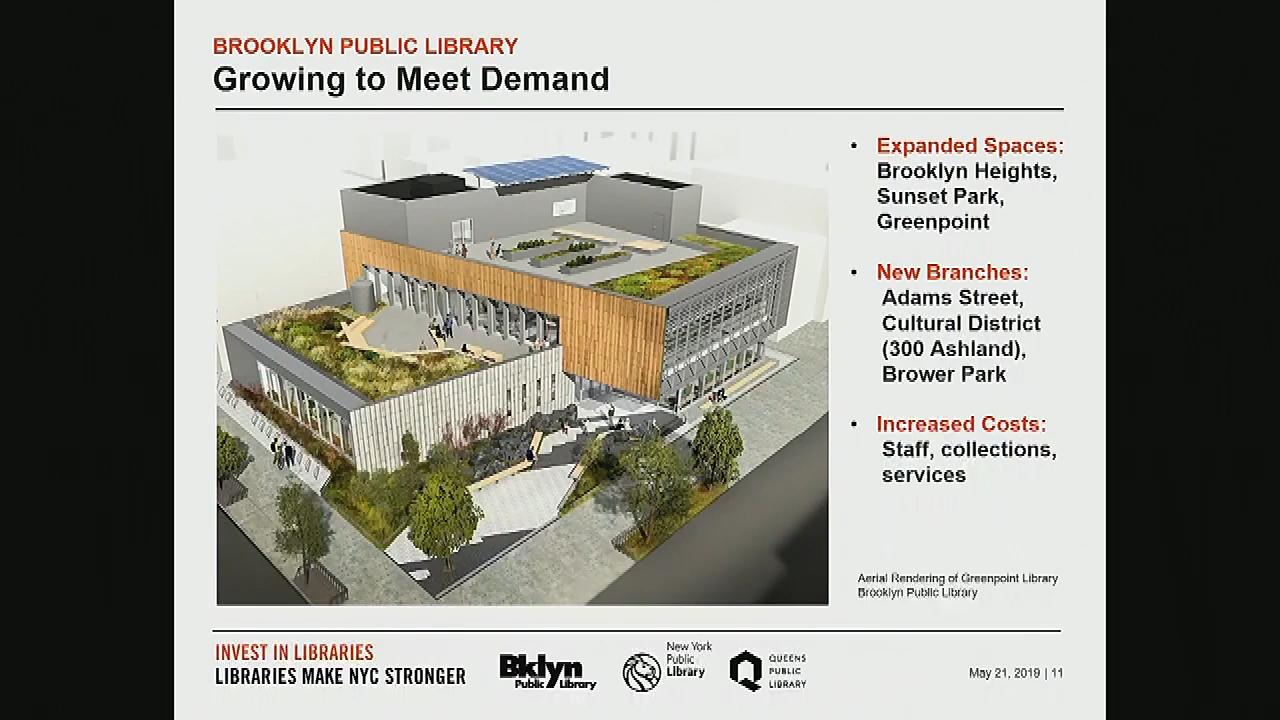 BROOKLYN PUBLIC LIBRARY
Growing to Meet Demand
• Expanded Spaces:
Brooklyn Heights,
Sunset Park,
Greenpoint
• New Branches:
Adams Street,
Cultural District
(300 Ashland),
Brower Park
• Increased Costs:
Staff, collections,
services
Aerial Rendering of Greenpoint Library
Brooklyn Public Library
INVEST IN LIBRARIES
LIBRARIES MAKE NYC STRONGER
Bklyn
Public Library
New York
Public
Library
QUEENS
PUBLIC
LIBRARY
May 21, 2019 | 11